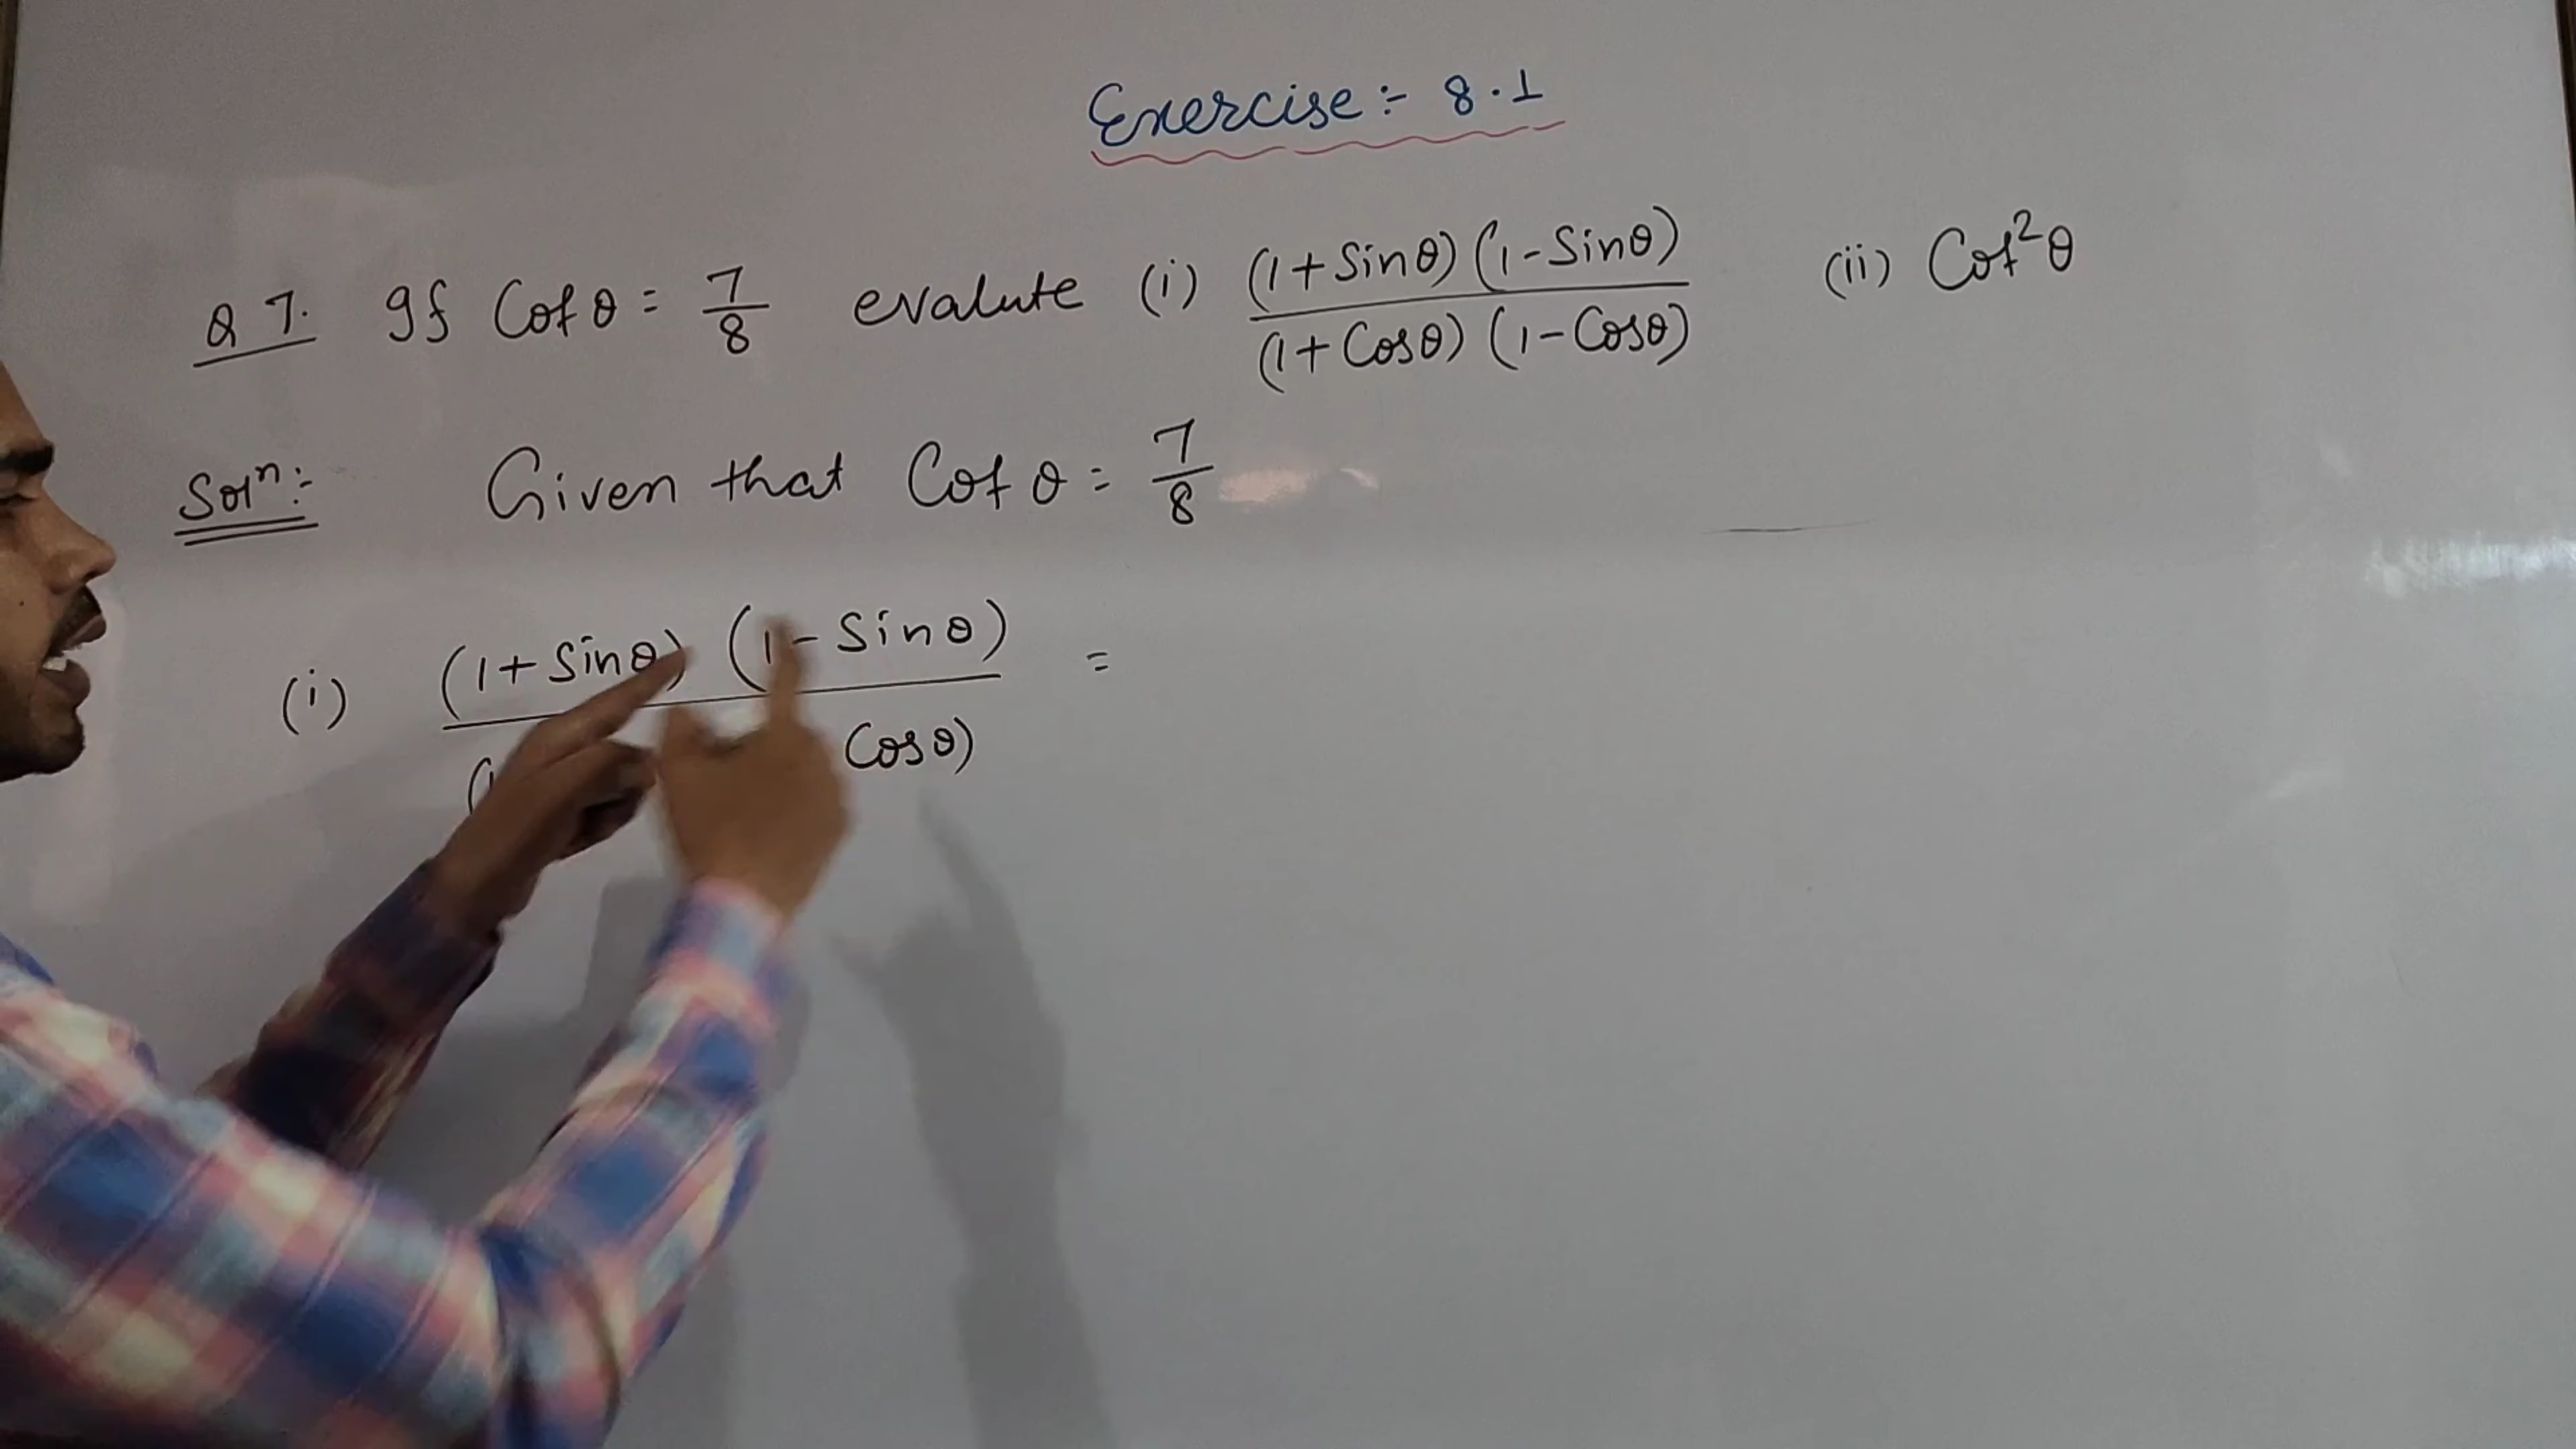 Exercise:- 8.1
Q 7. If Cot θ = 7/8 evalute (i) (1+Sinθ)(1-Sinθ)/(1+Cosθ)(1-Cosθ) (ii) Cot²θ
Solⁿ:- Given that Cot θ = 7/8
(i) (1+Sinθ)(1-Sinθ) =
( Cosθ)